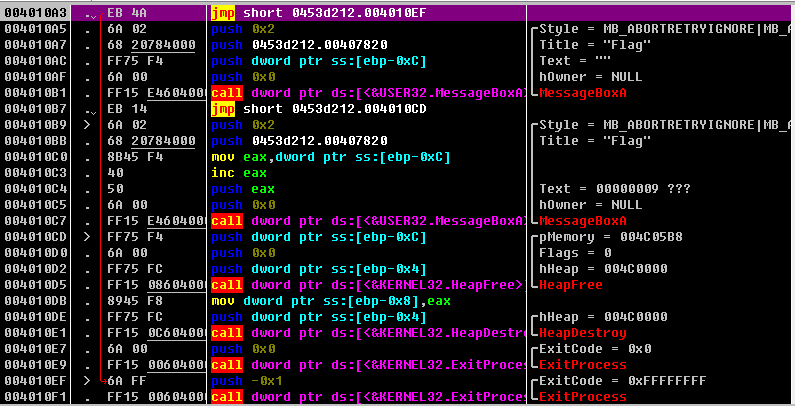 004010A3 .⌄ EB 4A jmp short 0453d212.004010EF
004010A5 . 6A 02 push 0x2 Style = MB_ABORTRETRYIGNORE|MB_A
004010A7 . 68 20784000 push 0453d212.00407820 Title = "Flag"
004010AC . FF75 F4 push dword ptr ss:[ebp-0xC] Text = ""
004010AF . 6A 00 push 0x0 hOwner = NULL
004010B1 . FF15 E4604000 call dword ptr ds:[<&USER32.MessageBoxA> MessageBoxA
004010B7 .⌄ EB 14 jmp short 0453d212.004010CD
004010B9 > 6A 02 push 0x2 Style = MB_ABORTRETRYIGNORE|MB_A
004010BB . 68 20784000 push 0453d212.00407820 Title = "Flag"
004010C0 . 8B45 F4 mov eax,dword ptr ss:[ebp-0xC]
004010C3 . 40 inc eax
004010C4 . 50 push eax Text = 00000009 ???
004010C5 . 6A 00 push 0x0 hOwner = NULL
004010C7 . FF15 E4604000 call dword ptr ds:[<&USER32.MessageBoxA> MessageBoxA
004010CD > FF75 F4 push dword ptr ss:[ebp-0xC] pMemory = 004C05B8
004010D0 . 6A 00 push 0x0 Flags = 0
004010D2 . FF75 FC push dword ptr ss:[ebp-0x4] hHeap = 004C0000
004010D5 . FF15 08604000 call dword ptr ds:[<&KERNEL32.HeapFree> HeapFree
004010DB . 8945 F8 mov dword ptr ss:[ebp-0x8],eax
004010DE . FF75 FC push dword ptr ss:[ebp-0x4] hHeap = 004C0000
004010E1 . FF15 0C604000 call dword ptr ds:[<&KERNEL32.HeapDestro HeapDestroy
004010E7 . 6A 00 push 0x0 ExitCode = 0x0
004010E9 . FF15 00604000 call dword ptr ds:[<&KERNEL32.ExitProce ExitProcess
004010EF > 6A FF push -0x1 ExitCode = 0xFFFFFFFF
004010F1 . FF15 00604000 call dword ptr ds:[<&KERNEL32.ExitProce ExitProcess